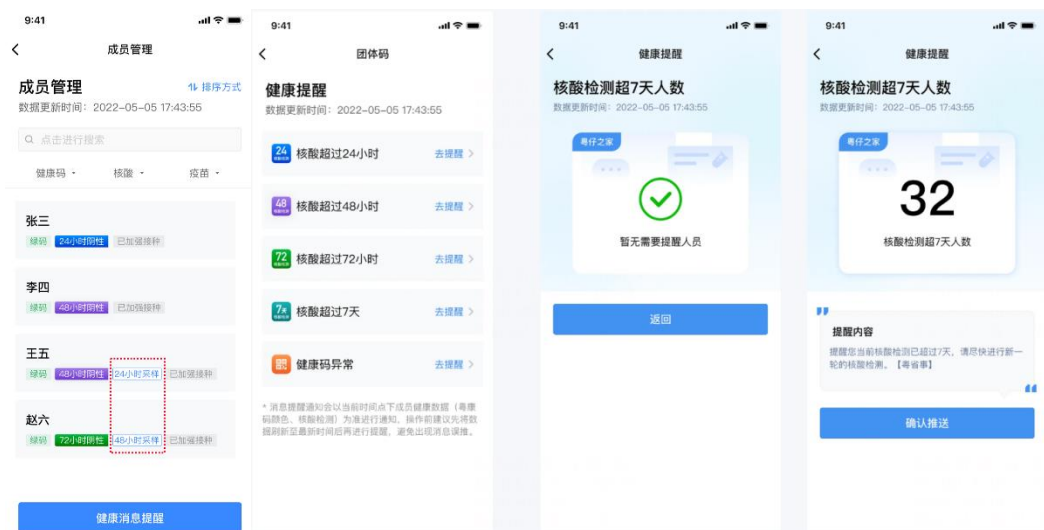 9:41
成员管理
成员管理
排序方式
数据更新时间：2022-05-05 17:43:55
点击进行搜索
健康码
核酸
疫苗
张三
绿码 24小时阴性 已加强接种
李四
绿码 48小时阴性 已加强接种
王五
绿码 48小时阴性 24小时采样 已加强接种
赵六
绿码 72小时阴性 48小时采样 已加强接种
健康消息提醒
9:41
团体码
健康提醒
数据更新时间：2022-05-05 17:43:55
24 核酸超过24小时 去提醒
48 核酸超过48小时 去提醒
72 核酸超过72小时 去提醒
7天 核酸超过7天 去提醒
健康码异常 去提醒
* 消息提醒通知会以当前时间点下成员健康数据（粤康
码颜色、核酸检测）为准进行通知，操作前建议先将数
据刷新至最新时间后再进行提醒，避免出现消息误推。
9:41
健康提醒
核酸检测超7天人数
数据更新时间：2022-05-05 17:43:55
粤仔之家
暂无需要提醒人员
返回
9:41
健康提醒
核酸检测超7天人数
数据更新时间：2022-05-05 17:43:55
粤仔之家
32
核酸检测超7天人数
提醒内容
提醒您当前核酸检测已超过7天，请尽快进行新一
轮的核酸检测。【粤省事】
确认推送